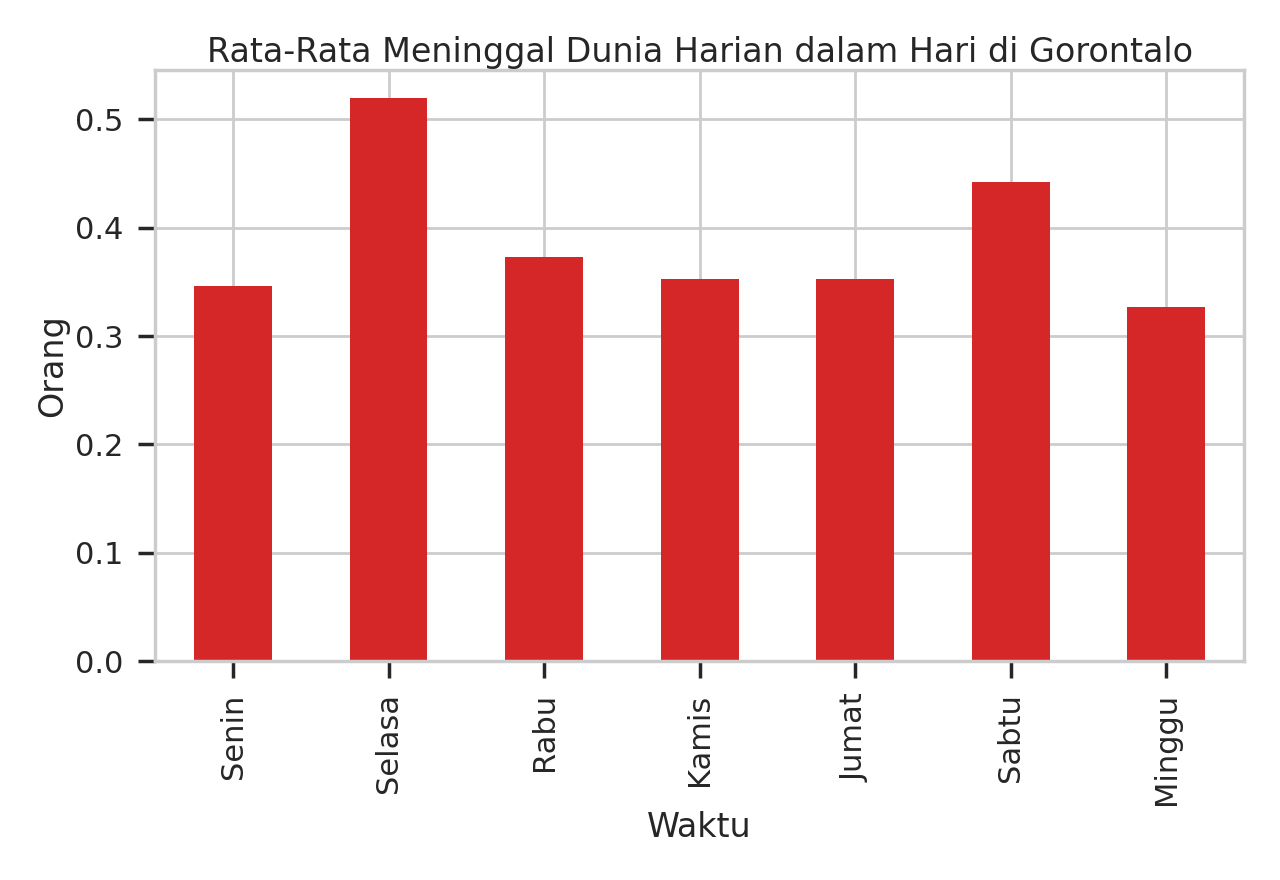 Rata-Rata Meninggal Dunia Harian dalam Hari di Gorontalo
0.5
0.4
0.3
0.2
0.1
0.0
Orang
Senin
Selasa
Rabu
Kamis
Jumat
Sabtu
Minggu
Waktu